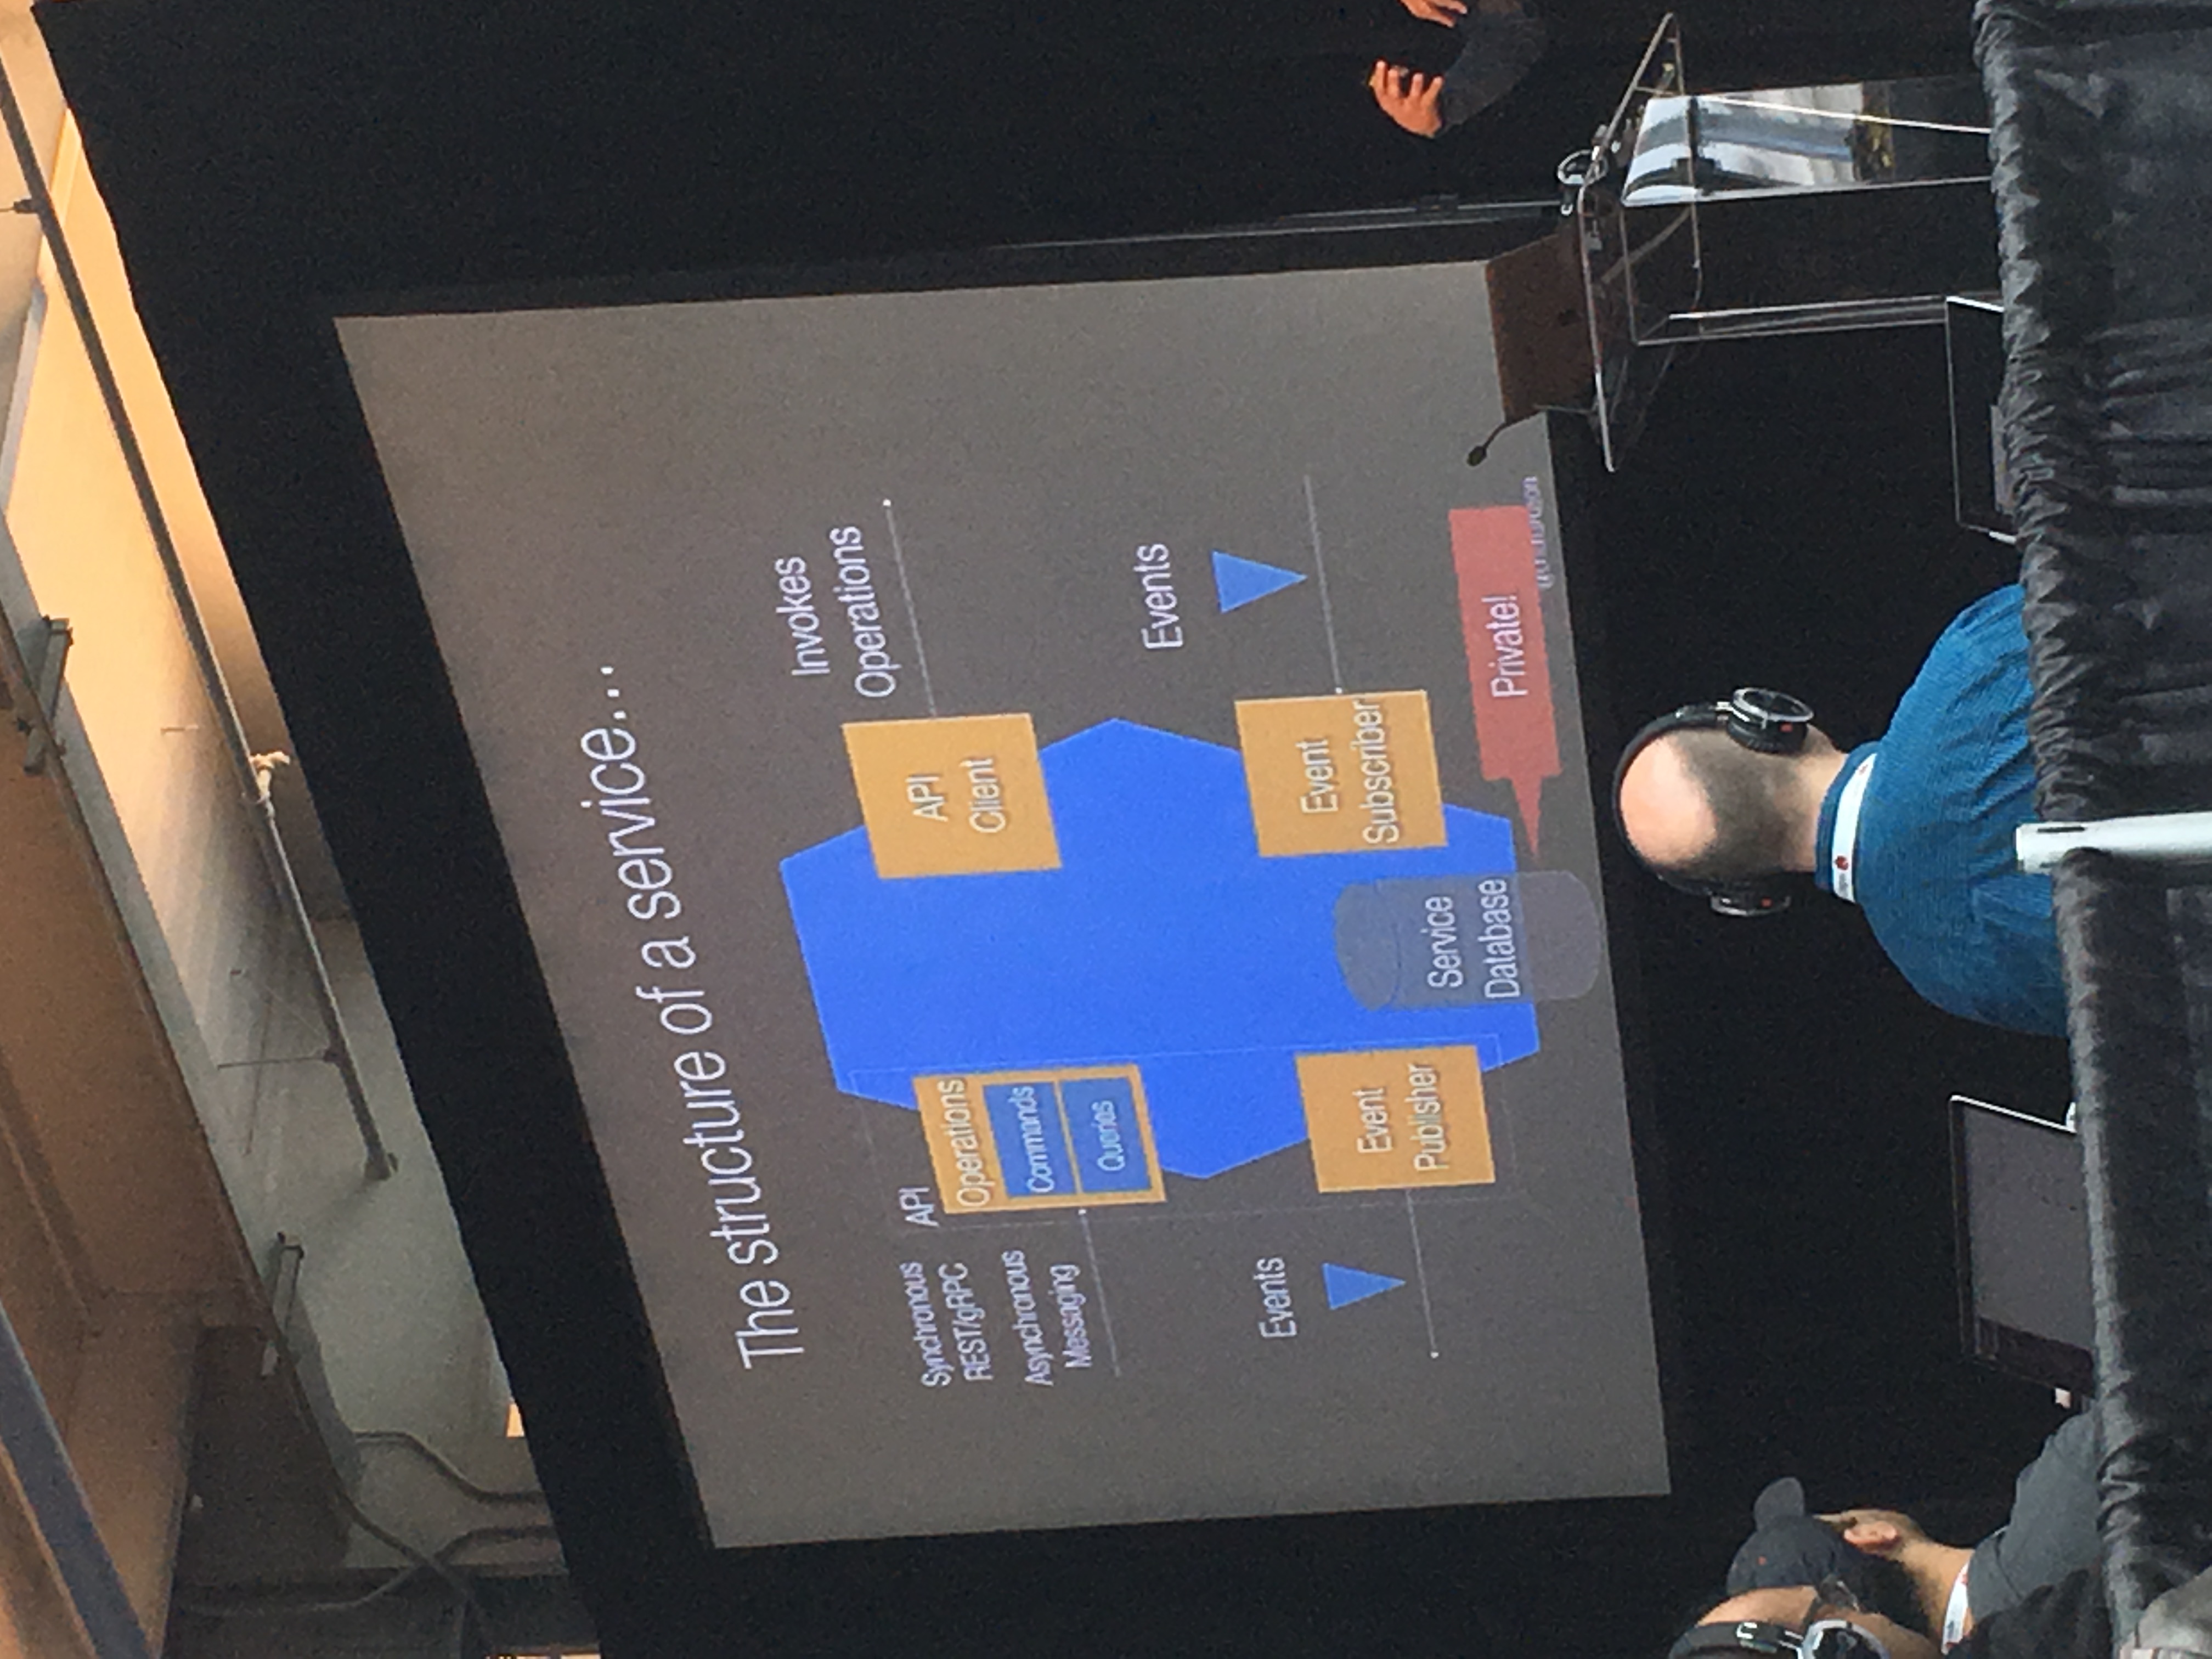 The structure of a service...
Synchronous
REST/gRPC
Asynchronous
Messaging
API
Operations
Commands
Queries
API
Client
Invokes
Operations
Events
Event
Publisher
Service
Database
Event
Subscriber
Events
Private!